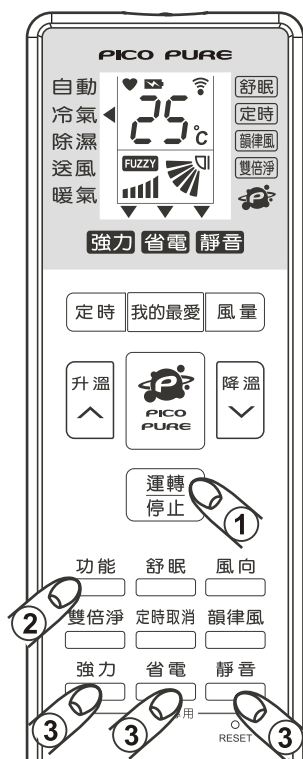 PICO PURE
自動
冷氣
除濕
送風
暖氣
25°c
FUZZY
舒眠
定時
韻律風
雙倍淨
強力 省電 靜音
定時 我的最愛 風量
升溫
降溫
PICO
PURE
運轉
停止
1
功能 舒眠 風向
2
雙倍淨 定時取消 韻律風
強力 省電 靜音
3 3 3
用
RESET